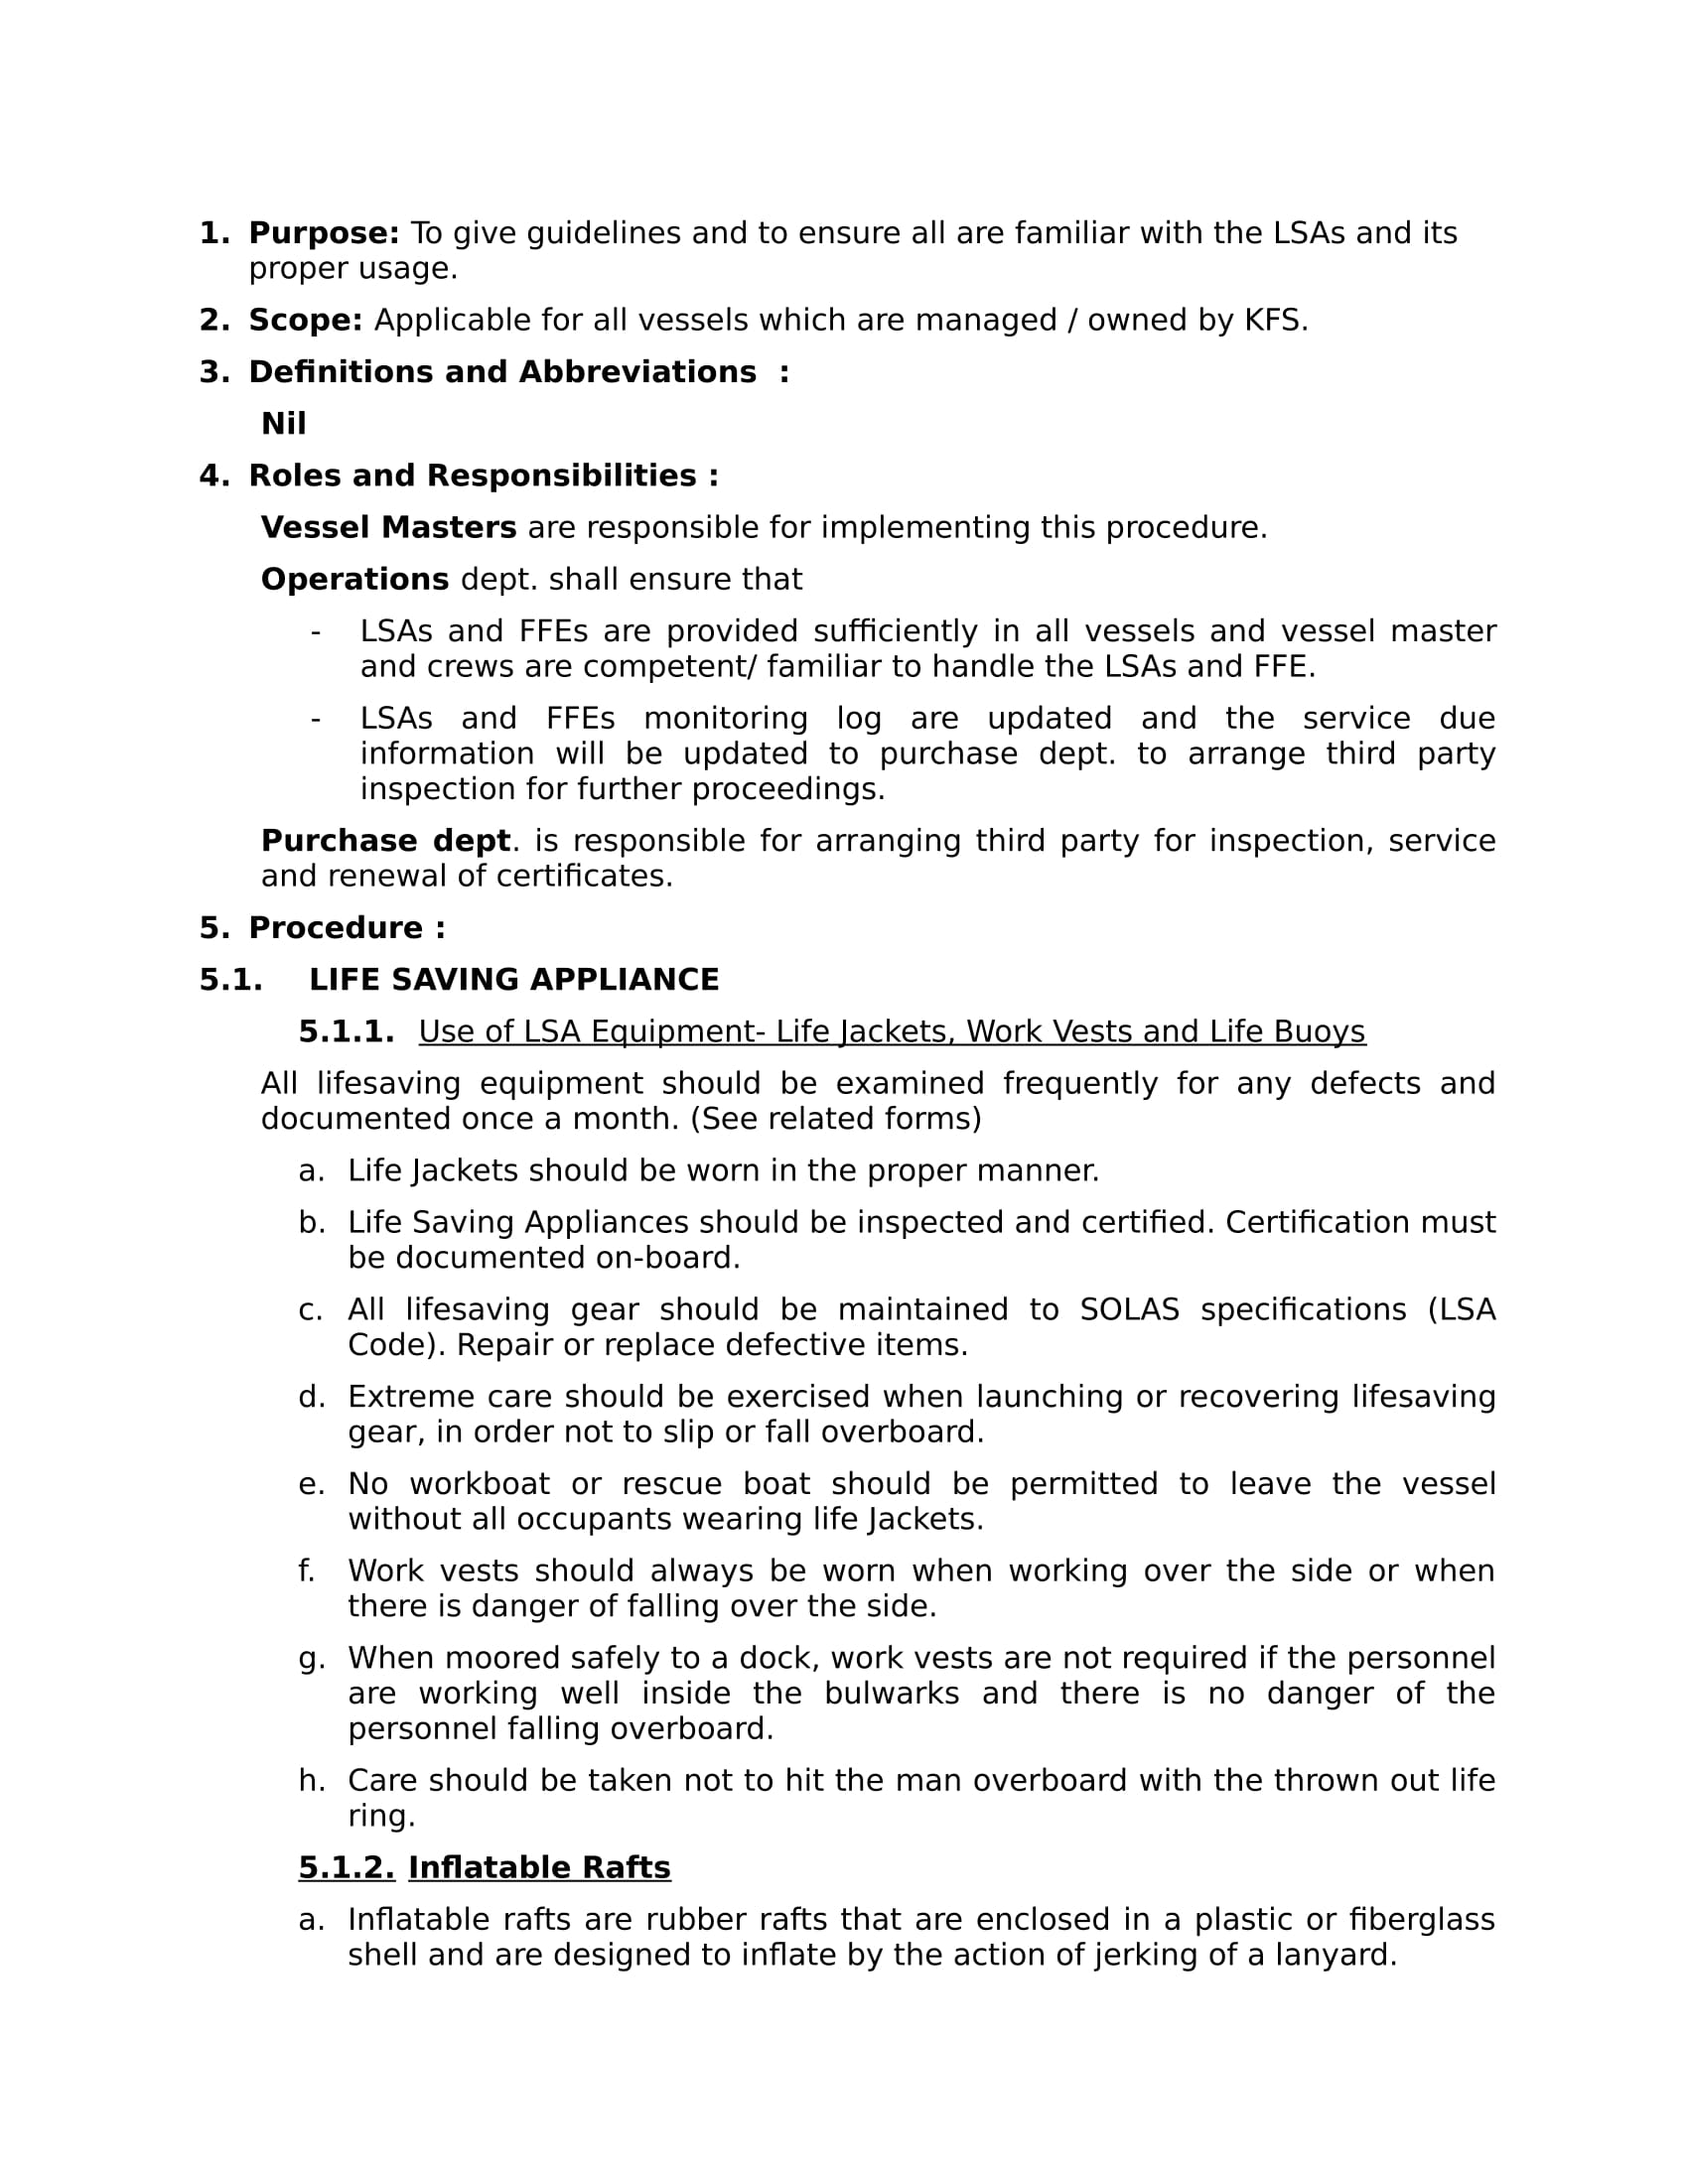 1. Purpose: To give guidelines and to ensure all are familiar with the LSAs and its
proper usage.
2. Scope: Applicable for all vessels which are managed / owned by KFS.
3. Definitions and Abbreviations :
Nil
4. Roles and Responsibilities :
Vessel Masters are responsible for implementing this procedure.
Operations dept. shall ensure that
- LSAs and FFEs are provided sufficiently in all vessels and vessel master
and crews are competent/ familiar to handle the LSAs and FFE.
- LSAs and FFEs monitoring log are updated and the service due
information will be updated to purchase dept. to arrange third party
inspection for further proceedings.
Purchase dept. is responsible for arranging third party for inspection, service
and renewal of certificates.
5. Procedure :
5.1. LIFE SAVING APPLIANCE
5.1.1. Use of LSA Equipment- Life Jackets, Work Vests and Life Buoys
All lifesaving equipment should be examined frequently for any defects and
documented once a month. (See related forms)
a. Life Jackets should be worn in the proper manner.
b. Life Saving Appliances should be inspected and certified. Certification must
be documented on-board.
c. All lifesaving gear should be maintained to SOLAS specifications (LSA
Code). Repair or replace defective items.
d. Extreme care should be exercised when launching or recovering lifesaving
gear, in order not to slip or fall overboard.
e. No workboat or rescue boat should be permitted to leave the vessel
without all occupants wearing life Jackets.
f. Work vests should always be worn when working over the side or when
there is danger of falling over the side.
g. When moored safely to a dock, work vests are not required if the personnel
are working well inside the bulwarks and there is no danger of the
personnel falling overboard.
h. Care should be taken not to hit the man overboard with the thrown out life
ring.
5.1.2. Inflatable Rafts
a. Inflatable rafts are rubber rafts that are enclosed in a plastic or fiberglass
shell and are designed to inflate by the action of jerking of a lanyard.